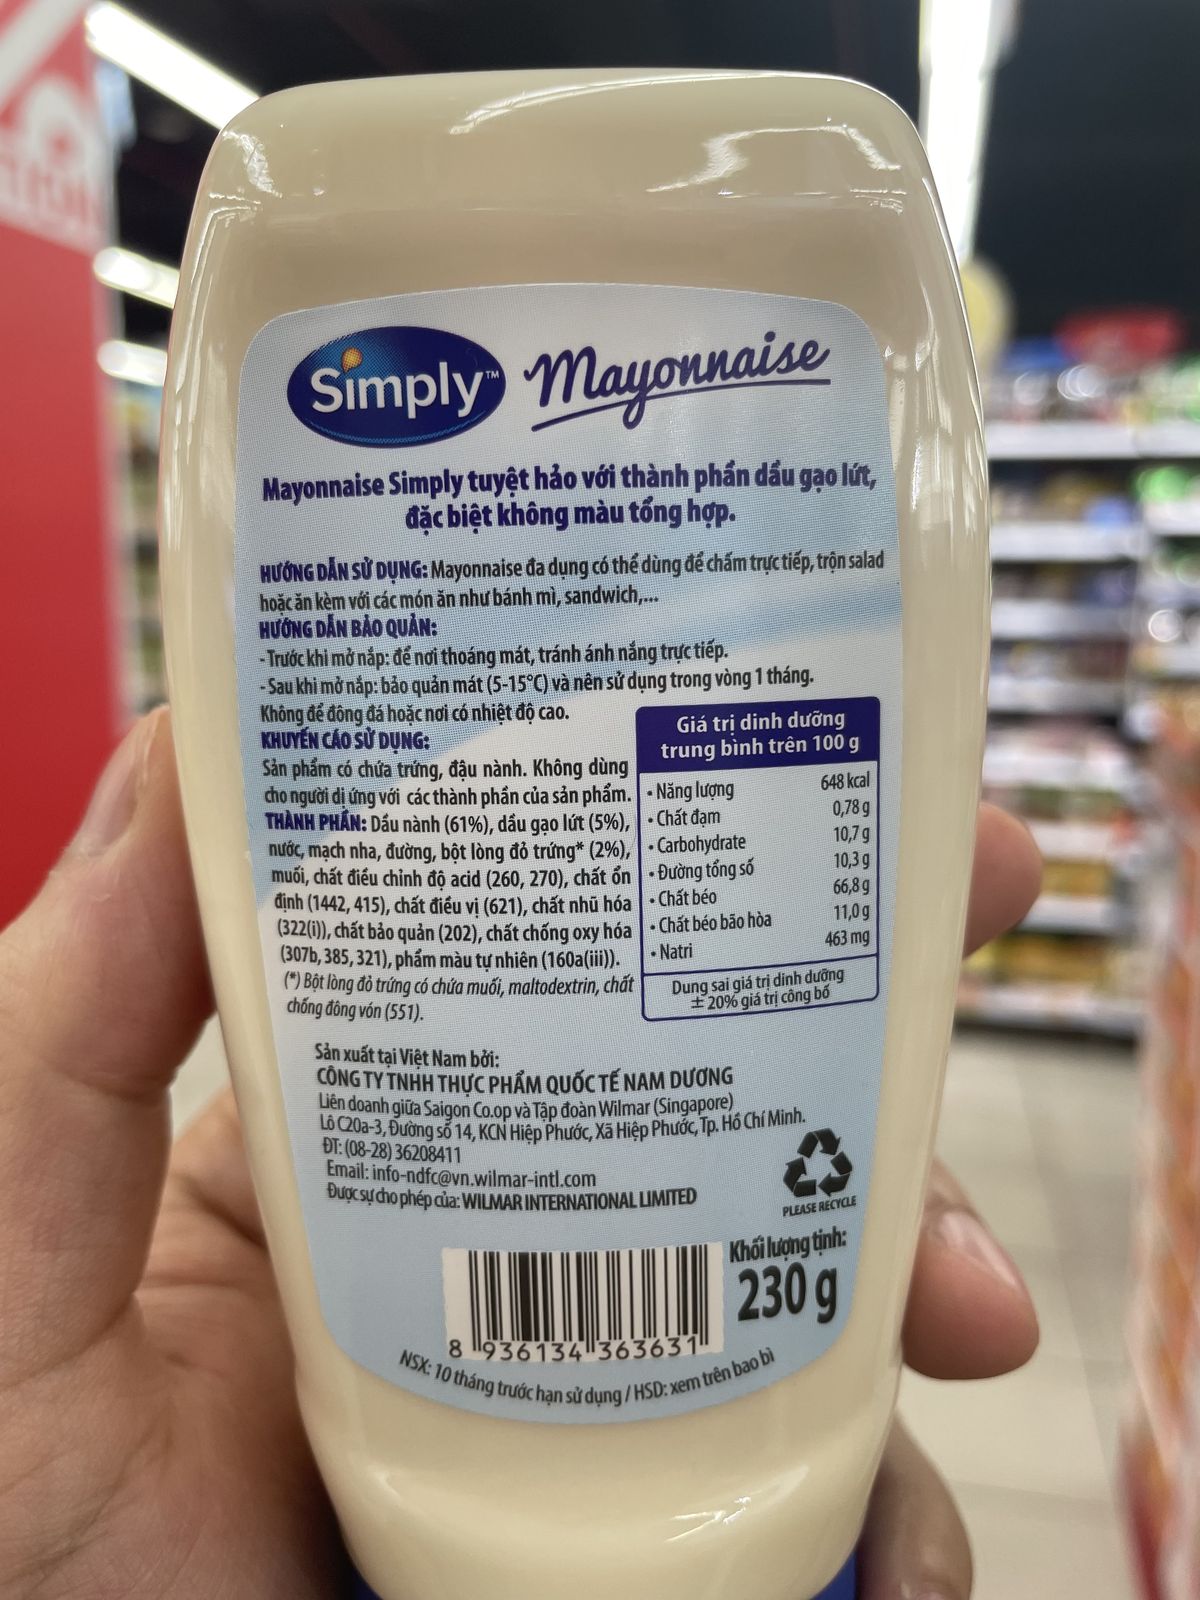 Simply™ Mayonnaise
Mayonnaise Simply tuyệt hảo với thành phần dầu gạo lứt,
đặc biệt không màu tổng hợp.
HƯỚNG DẪN SỬ DỤNG: Mayonnaise đa dụng có thể dùng để chấm trực tiếp, trộn salad
hoặc ăn kèm với các món ăn như bánh mì, sandwich,...
HƯỚNG DẪN BẢO QUẢN:
- Trước khi mở nắp: để nơi thoáng mát, tránh ánh nắng trực tiếp.
- Sau khi mở nắp: bảo quản mát (5-15°C) và nên sử dụng trong vòng 1 tháng.
Không để đông đá hoặc nơi có nhiệt độ cao.
KHUYẾN CÁO SỬ DỤNG:
Sản phẩm có chứa trứng, đậu nành. Không dùng
cho người dị ứng với các thành phần của sản phẩm.
THÀNH PHẦN: Dầu nành (61%), dầu gạo lứt (5%),
nước, mạch nha, đường, bột lòng đỏ trứng* (2%),
muối, chất điều chỉnh độ acid (260, 270), chất ổn
định (1442, 415), chất điều vị (621), chất nhũ hóa
(322(i)), chất bảo quản (202), chất chống oxy hóa
(307b, 385, 321), phẩm màu tự nhiên (160a(iii)).
(*) Bột lòng đỏ trứng có chứa muối, maltodextrin, chất
chống đông vón (551).
Giá trị dinh dưỡng
trung bình trên 100 g
• Năng lượng 648 kcal
• Chất đạm 0,78 g
• Carbohydrate 10,7 g
• Đường tổng số 10,3 g
• Chất béo 66,8 g
• Chất béo bão hòa 11,0 g
• Natri 463 mg
Dung sai giá trị dinh dưỡng
± 20% giá trị công bố
Sản xuất tại Việt Nam bởi:
CÔNG TY TNHH THỰC PHẨM QUỐC TẾ NAM DƯƠNG
Liên doanh giữa Saigon Co.op và Tập đoàn Wilmar (Singapore)
Lô C20a-3, Đường số 14, KCN Hiệp Phước, Xã Hiệp Phước, Tp. Hồ Chí Minh.
ĐT: (08-28) 36208411
Email: info-ndfc@vn.wilmar-intl.com
Được sự cho phép của: WILMAR INTERNATIONAL LIMITED
PLEASE RECYCLE
Khối lượng tịnh:
230 g
8 936134 363631
NSX: 10 tháng trước hạn sử dụng / HSD: xem trên bao bì